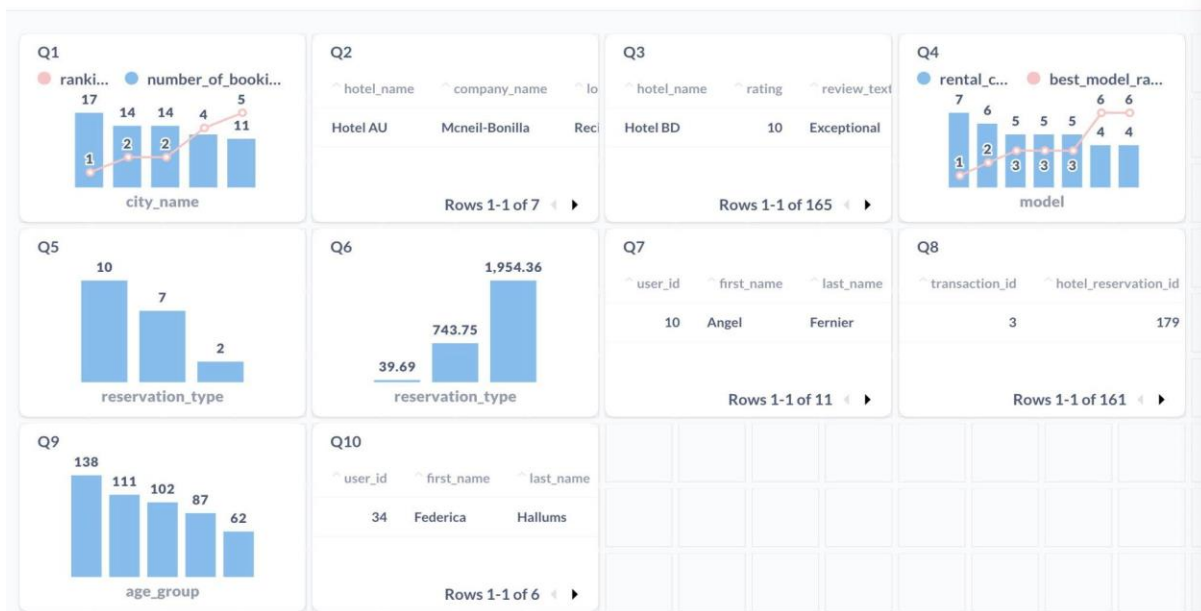 Q1
ranki... number_of_booki...
17 14 14 4 5 11
1 2 2
city_name
Q2
hotel_name company_name lo
Hotel AU Mcneil-Bonilla Reci
Rows 1-1 of 7
Q3
hotel_name rating review_text
Hotel BD 10 Exceptional
Rows 1-1 of 165
Q4
rental_c... best_model_ra...
7 6 5 5 5 6 6
4 4
1 2 3 3 3
model
Q5
10
7
2
reservation_type
Q6
1,954.36
743.75
39.69
reservation_type
Q7
user_id first_name last_name
10 Angel Fernier
Rows 1-1 of 11
Q8
transaction_id hotel_reservation_id
3 179
Rows 1-1 of 161
Q9
138
111 102 87 62
age_group
Q10
user_id first_name last_name
34 Federica Hallums
Rows 1-1 of 6